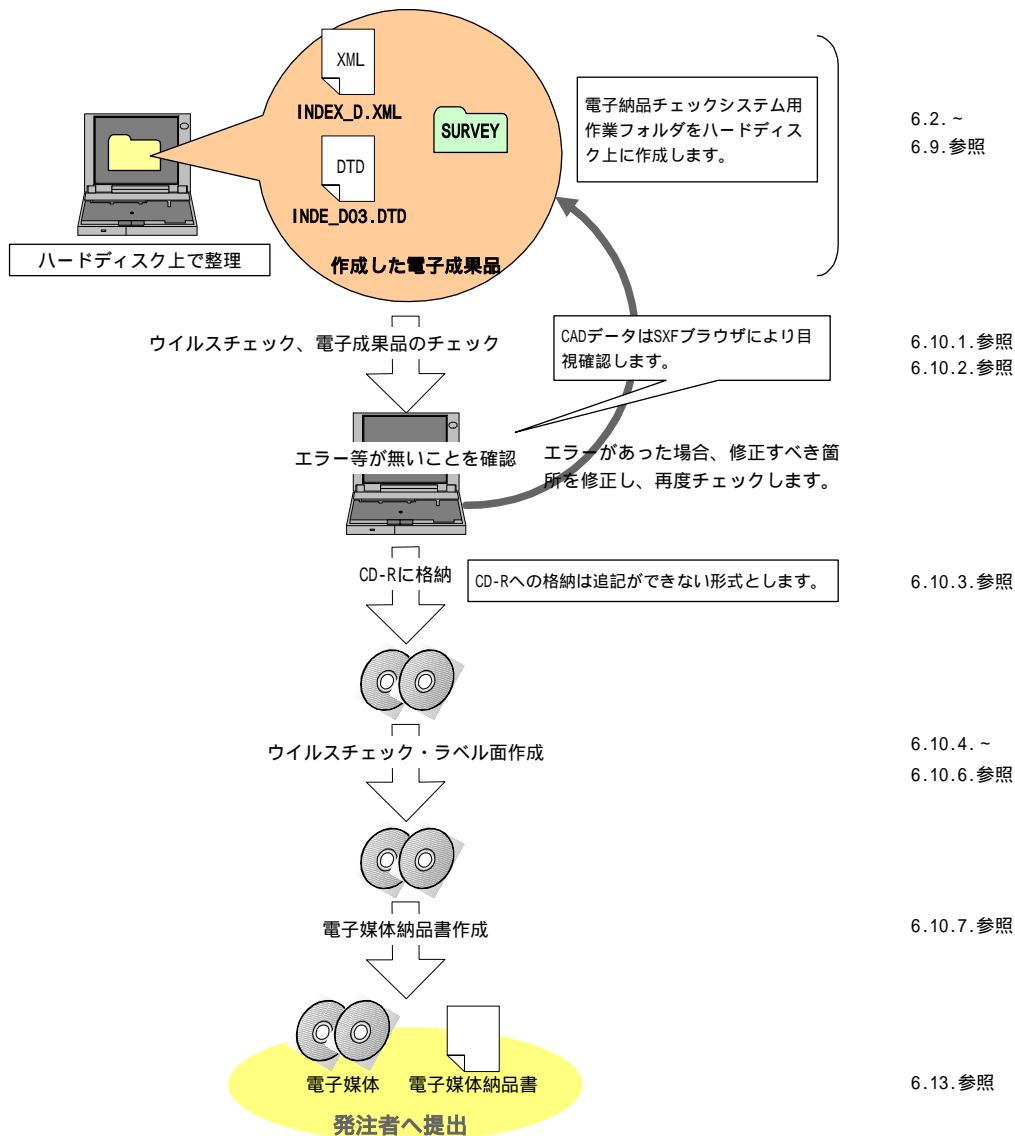 XML
INDEX_D.XML
SURVEY
DTD
INDE_D03.DTD
作成した電子成果品
ハードディスク上で整理
電子納品チェックシステム用
作業フォルダをハードディス
ク上に作成します。
6.2.~
6.9.参照
ウイルスチェック、電子成果品のチェック
CADデータはSXFブラウザにより目
視確認します。
6.10.1.参照
6.10.2.参照
エラー等が無いことを確認
エラーがあった場合、修正すべき箇
所を修正し、再度チェックします。
CD-Rに格納
CD-Rへの格納は追記ができない形式とします。
6.10.3.参照
ウイルスチェック・ラベル面作成
6.10.4.~
6.10.6.参照
電子媒体納品書作成
6.10.7.参照
電子媒体
電子媒体納品書
6.13.参照
発注者へ提出